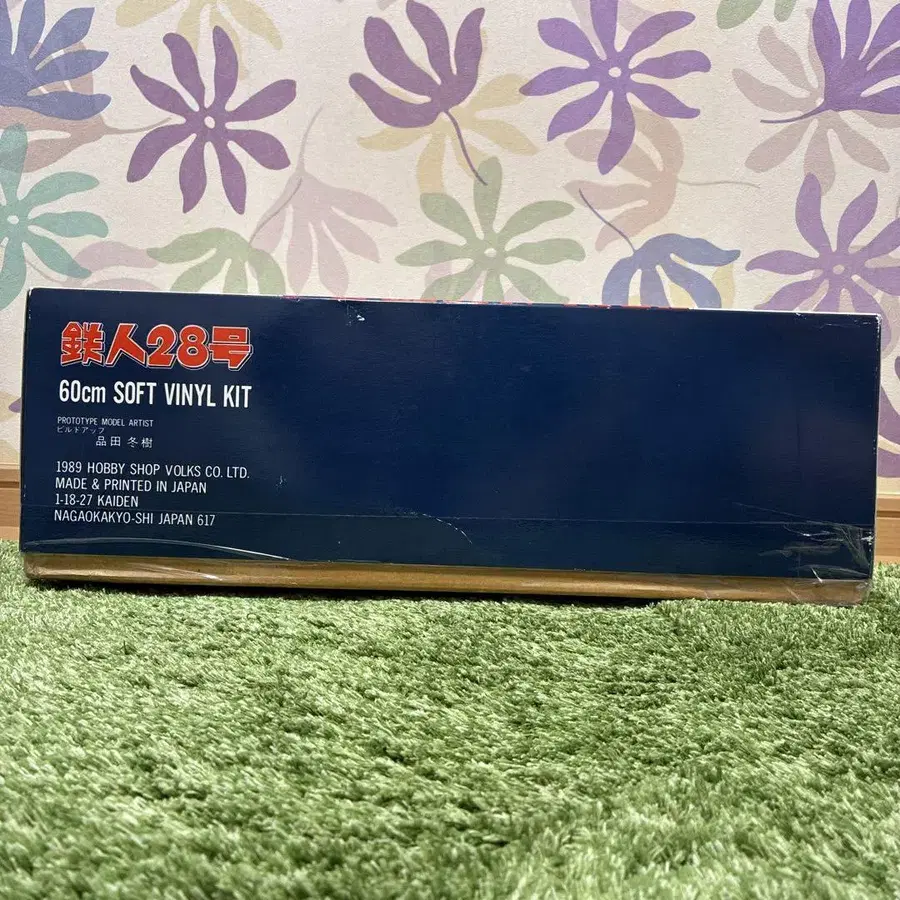 鉄人28号
60cm SOFT VINYL KIT
PROTOTYPE MODEL ARTIST
ビルドアップ
品田冬樹
1989 HOBBY SHOP VOLKS CO. LTD.
MADE & PRINTED IN JAPAN
1-18-27 KAIDEN
NAGAOKAKYO-SHI JAPAN 617